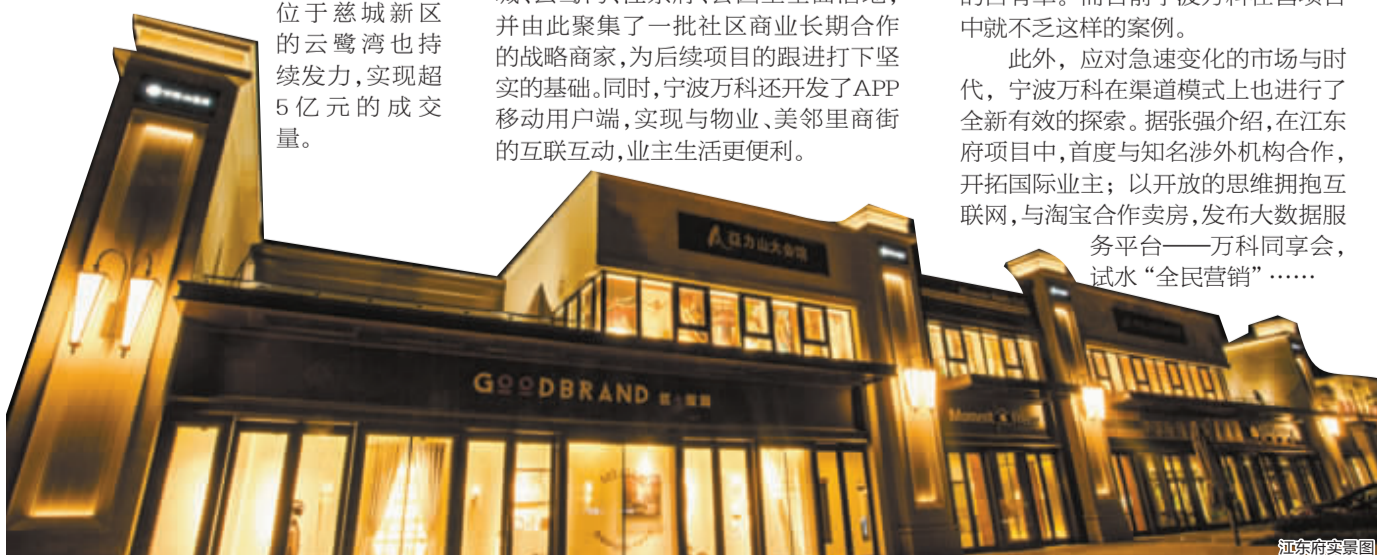 位于慈城新区
的云鹭湾也持
续发力,实现超
5亿元的成交
量。
并由此聚集了一批社区商业长期合作
的战略商家,为后续项目的跟进打下坚
实的基础。同时,宁波万科还开发了APP
移动用户端,实现与物业、美邻里商街
的互联互动,业主生活更便利。
中就不乏这样的案例。
此外，应对急速变化的市场与时
代，宁波万科在渠道模式上也进行了
全新有效的探索。据张强介绍,在江东
府项目中,首度与知名涉外机构合作，
开拓国际业主；以开放的思维拥抱互
联网,与淘宝合作卖房,发布大数据服
务平台——万科同享会，
试水“全民营销”……
亚力山大会馆
GOODBRAND
Moment
江东府实景图